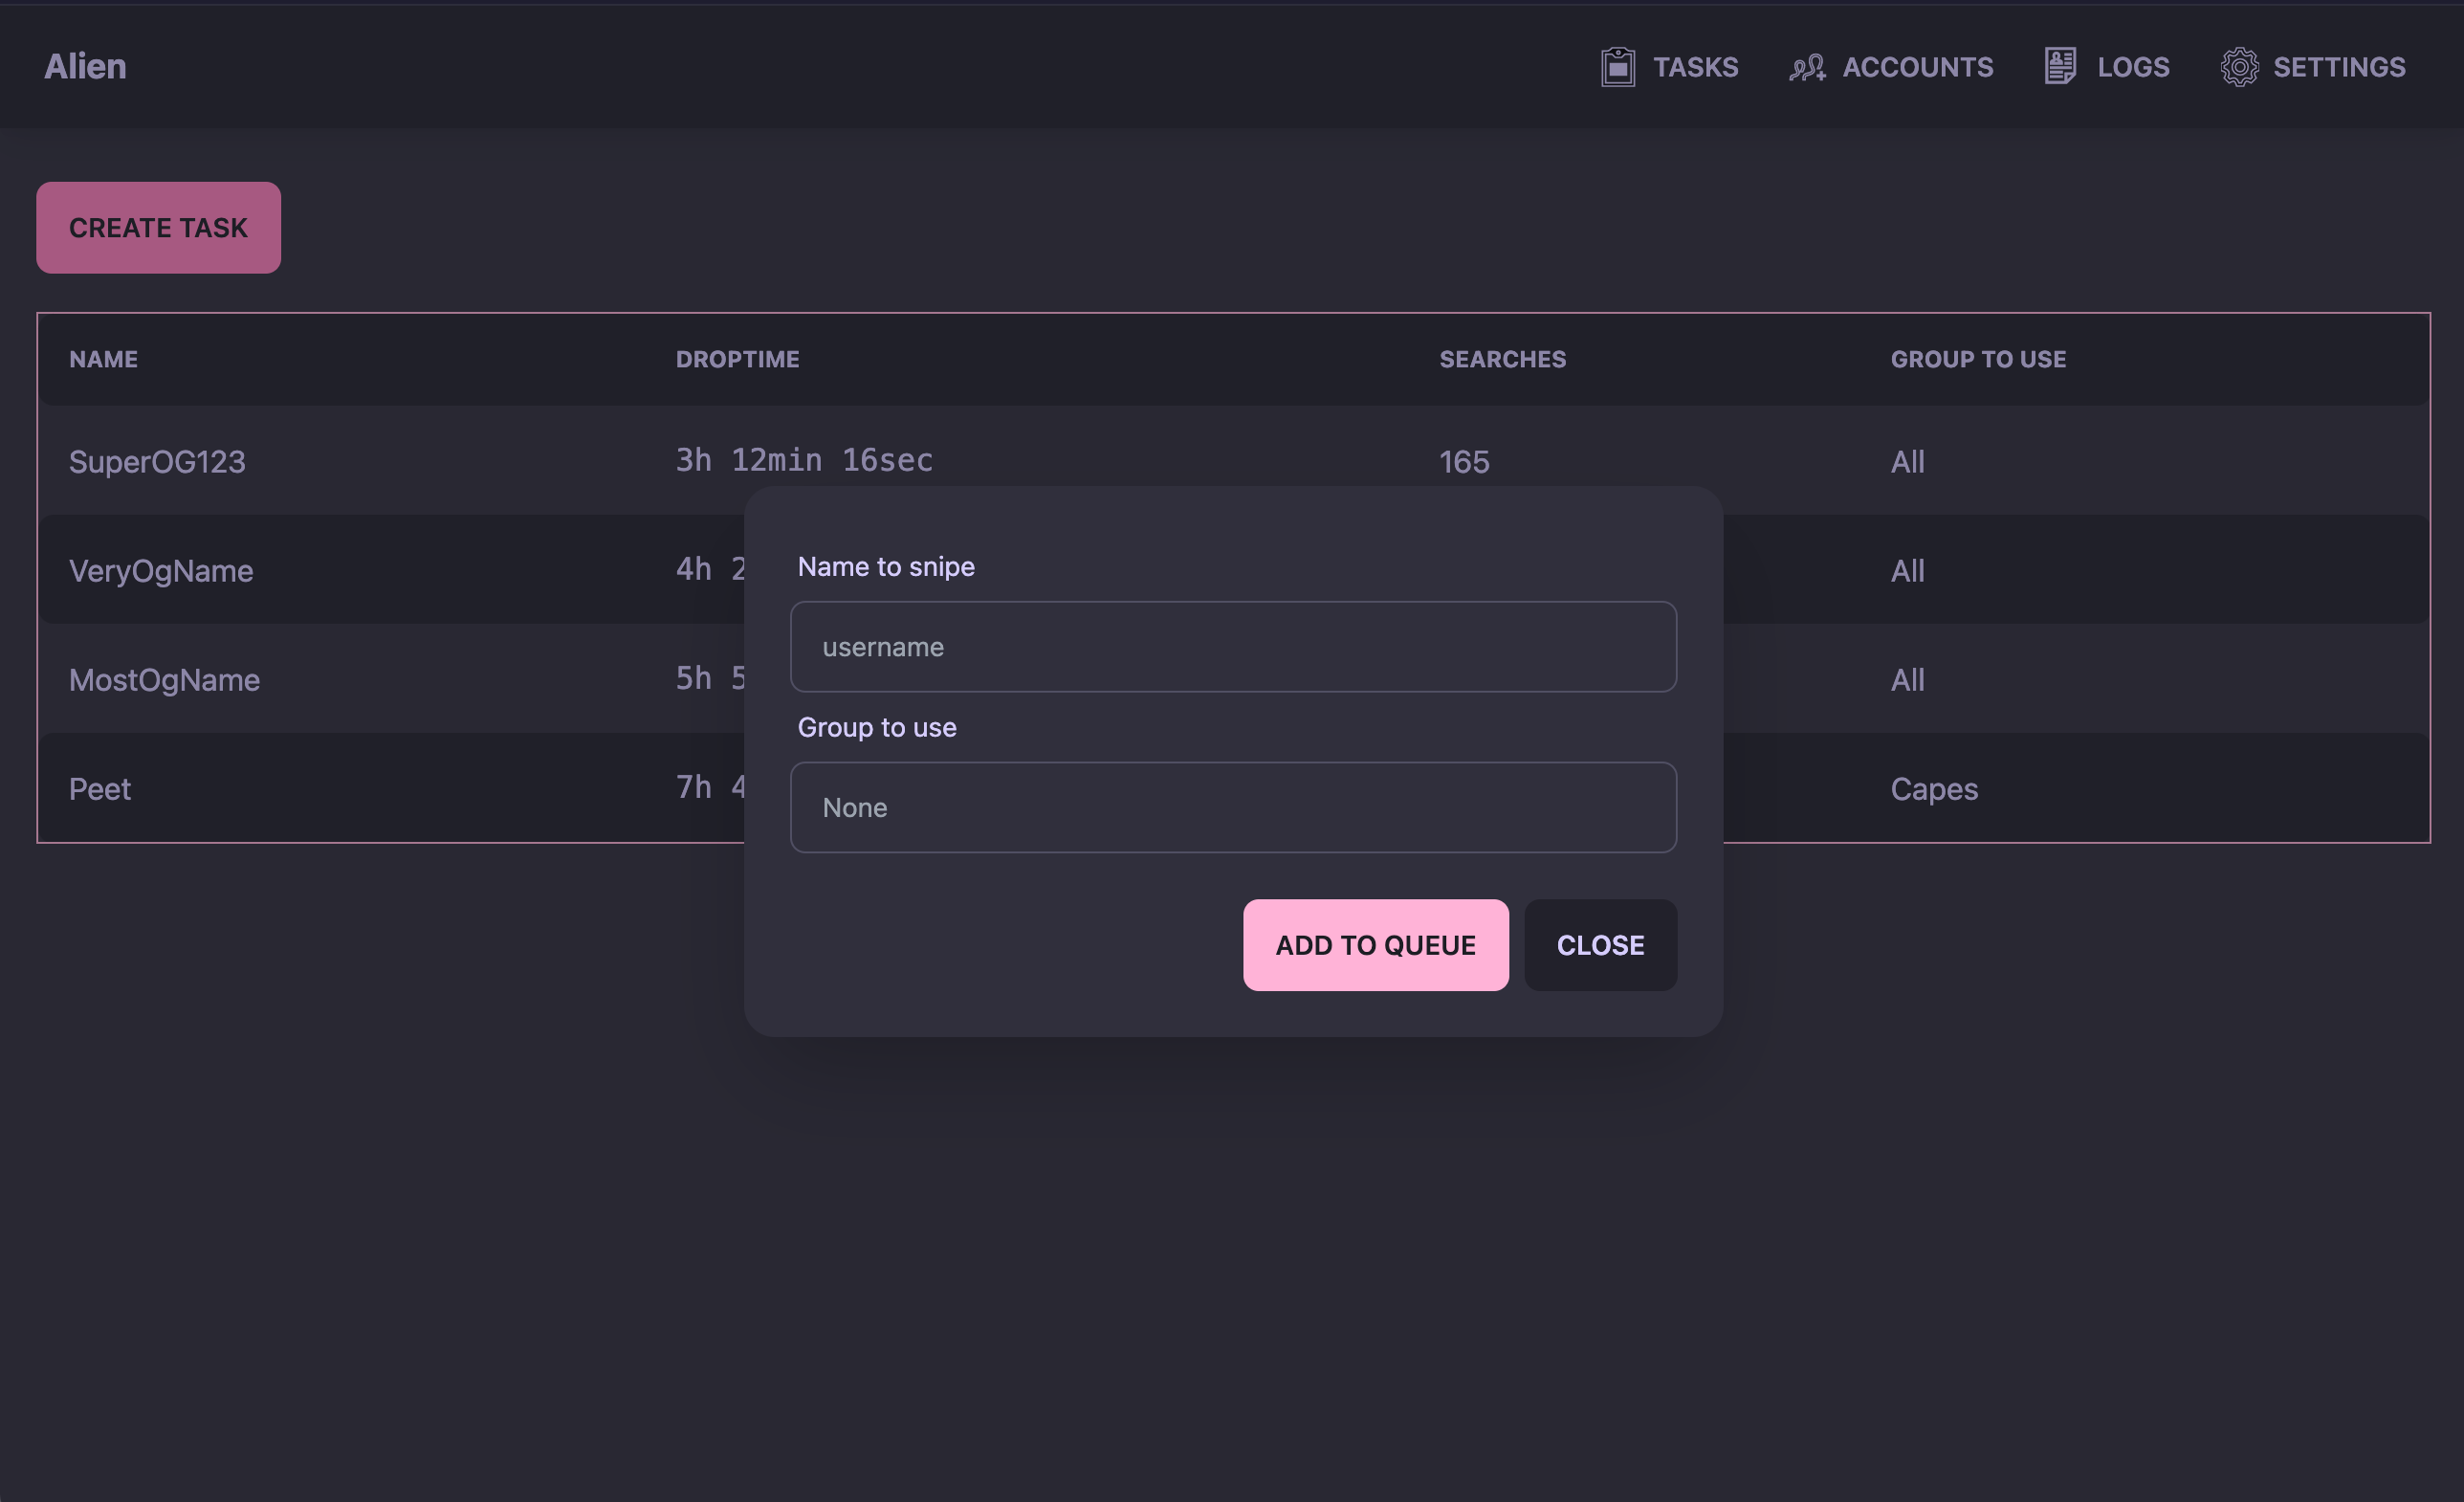 Alien
TASKS
ACCOUNTS
LOGS
SETTINGS
CREATE TASK
NAME DROPTIME SEARCHES GROUP TO USE
SuperOG123 3h 12min 16sec 165 All
VeryOgName 4h 2 All
MostOgName 5h 5 All
Peet 7h 4 Capes
Name to snipe
username
Group to use
None
ADD TO QUEUE
CLOSE